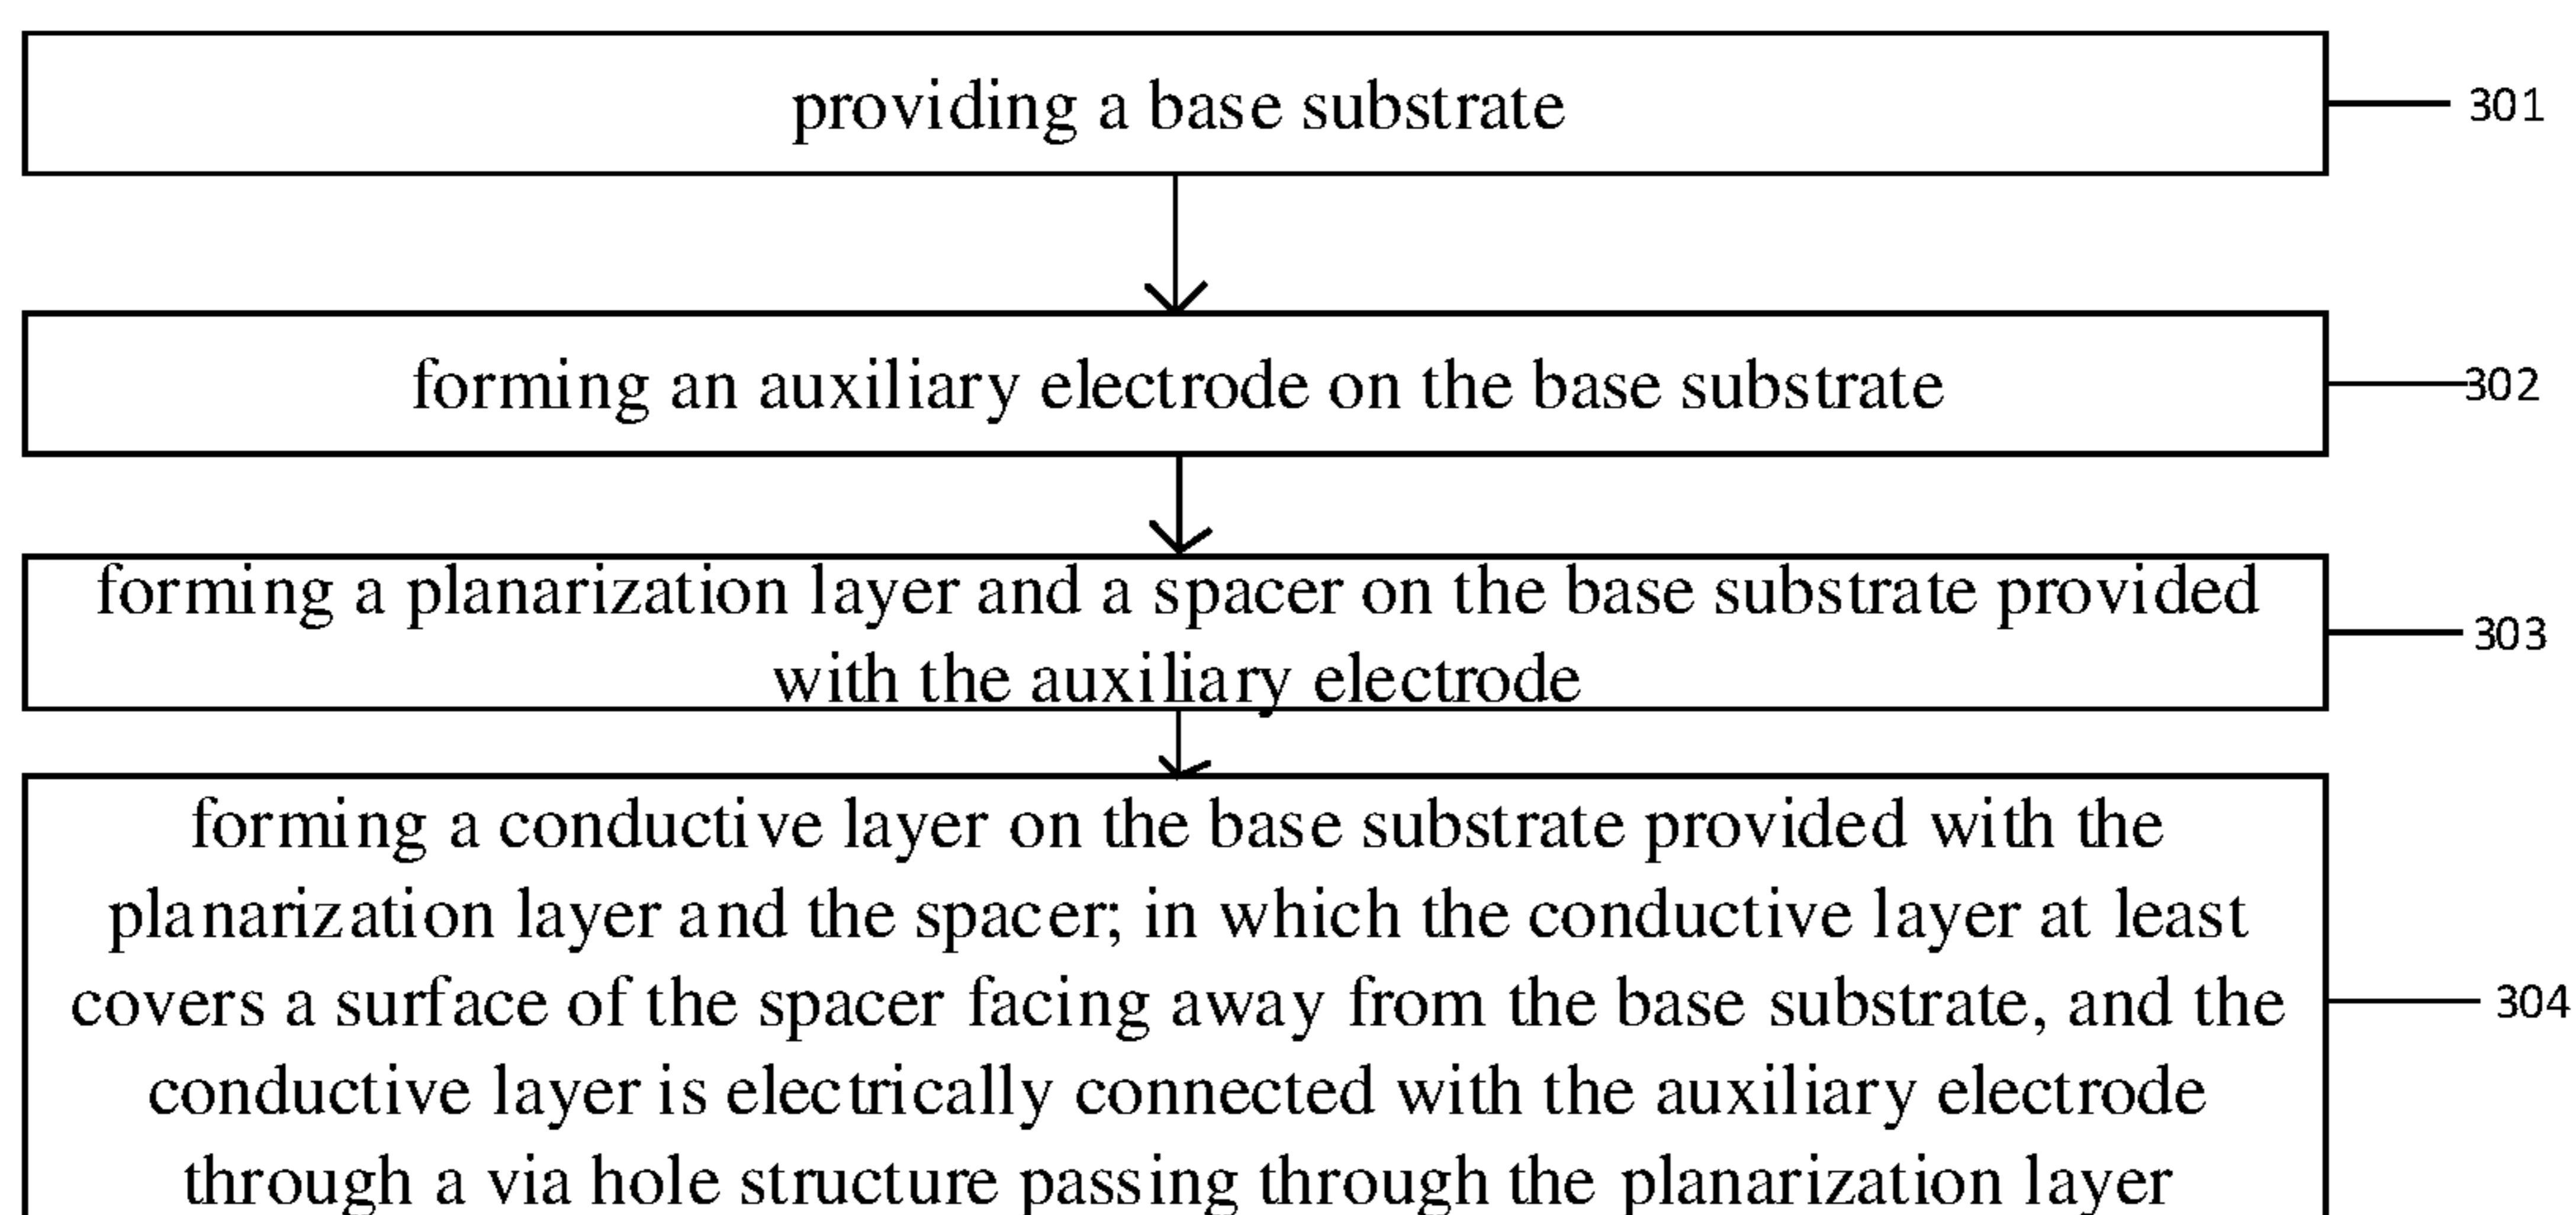 providing a base substrate
301
forming an auxiliary electrode on the base substrate
302
forming a planarization layer and a spacer on the base substrate provided
with the auxiliary electrode
303
forming a conductive layer on the base substrate provided with the
planarization layer and the spacer; in which the conductive layer at least
covers a surface of the spacer facing away from the base substrate, and the
conductive layer is electrically connected with the auxiliary electrode
through a via hole structure passing through the planarization layer
304